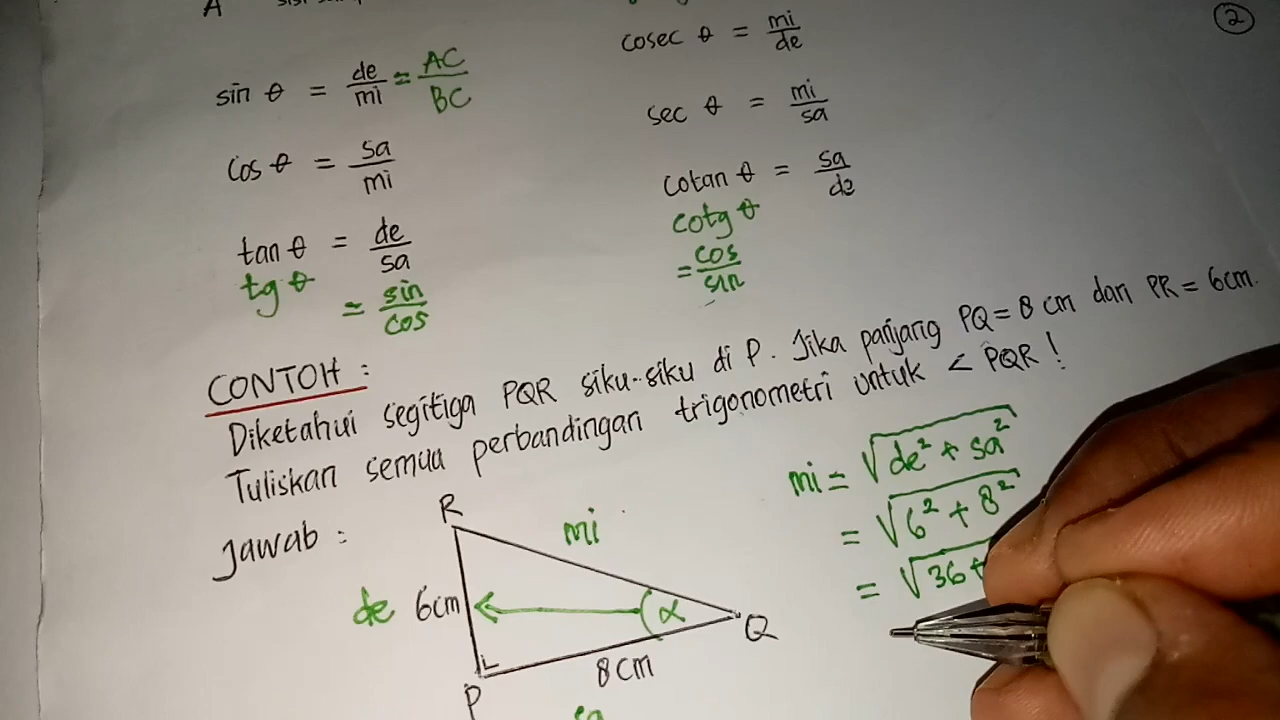 A
②
sin θ = de/mi = AC/BC
cosec θ = mi/de
cos θ = sa/mi
sec θ = mi/sa
tan θ = de/sa
tg θ = sin/cos
cotan θ = sa/de
cotg θ
= cos/sin
CONTOH :
Diketahui segitiga PQR siku-siku di P. Jika panjang PQ = 8 cm dan PR = 6cm.
Tuliskan semua perbandingan trigonometri untuk < PQR !
Jawab :
R
mi
de 6cm
α
Q
8 cm
P
sa
mi = √de² + sa²
= √6² + 8²
= √36 +